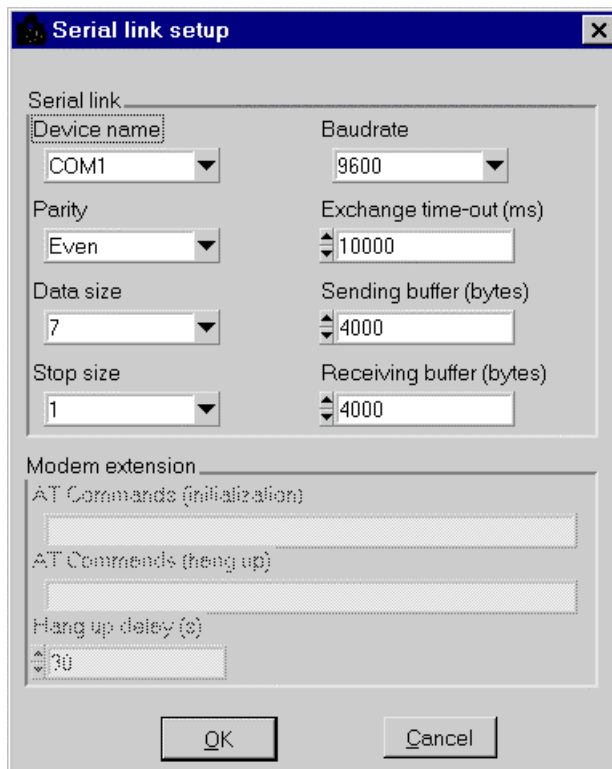 Serial link setup
Serial link
Device name
Baudrate
COM1
9600
Parity
Exchange time-out (ms)
Even
10000
Data size
Sending buffer (bytes)
7
4000
Stop size
Receiving buffer (bytes)
1
4000
Modem extension
AT Commands (initialization)
AT Commends (heng up)
Hang up delay (s)
30
OK
Cancel